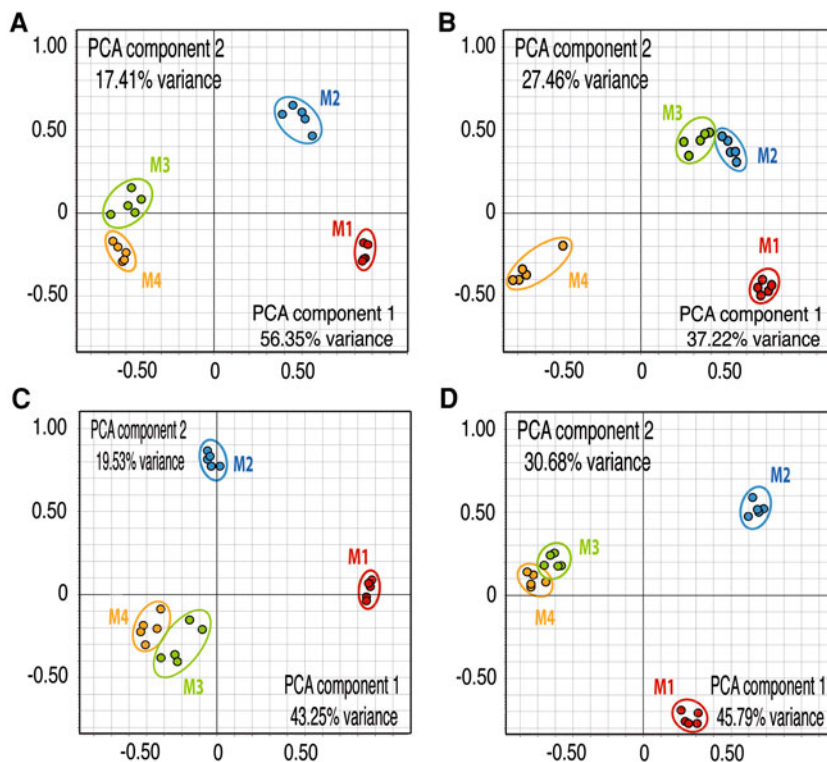 A
1.00
PCA component 2
17.41% variance
M2
0.50
M3
0
M1
M4
-0.50
PCA component 1
56.35% variance
-0.50 0 0.50
B
1.00
PCA component 2
27.46% variance
M3
0.50
M2
0
M1
M4
-0.50
PCA component 1
37.22% variance
-0.50 0 0.50
C
1.00
PCA component 2
19.53% variance
M2
0.50
M1
0
M4
-0.50
M3
PCA component 1
43.25% variance
-0.50 0 0.50
D
1.00
PCA component 2
30.68% variance
M2
0.50
M3
0
M4
-0.50
M1
PCA component 1
45.79% variance
-0.50 0 0.50